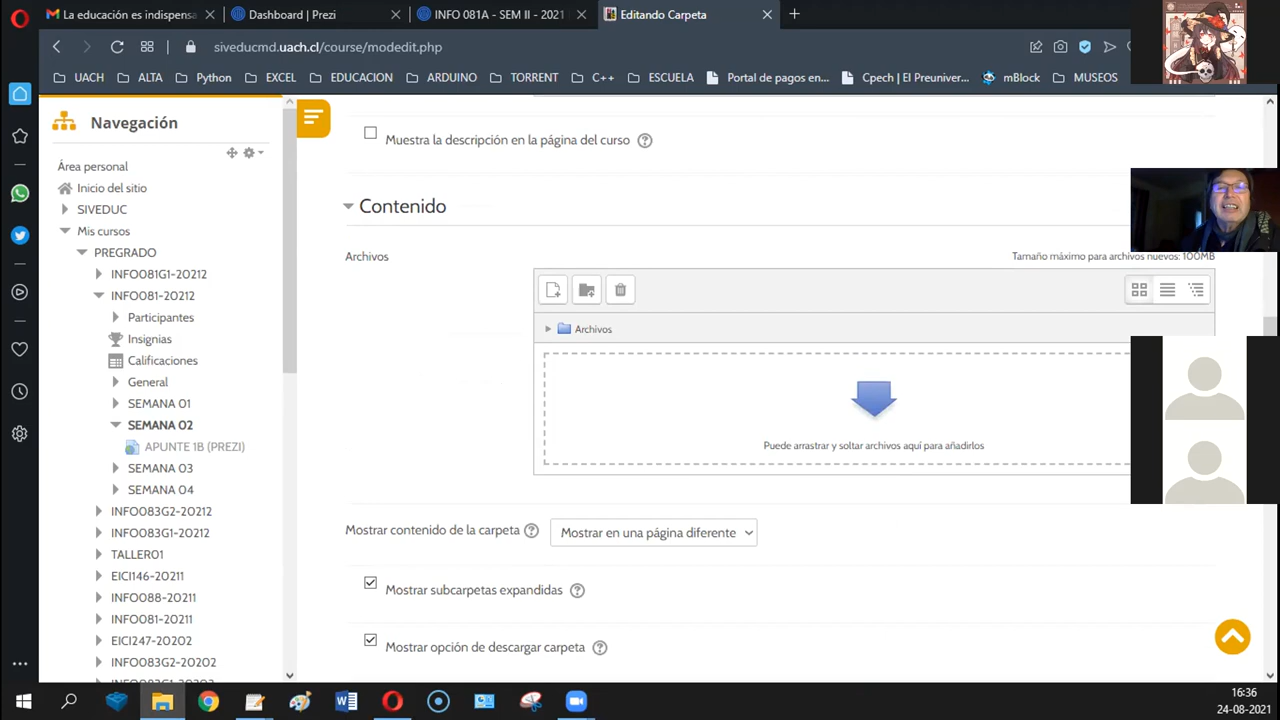 La educación es indispensa
Dashboard | Prezi
INFO 081A - SEM II - 2021
Editando Carpeta
siveducmd.uach.cl/course/modedit.php
UACH
ALTA
Python
EXCEL
EDUCACION
ARDUINO
TORRENT
C++
ESCUELA
Portal de pagos en...
Cpech | El Preuniver...
mBlock
MUSEOS
Navegación
Área personal
Inicio del sitio
SIVEDUC
Mis cursos
PREGRADO
INFO081G1-20212
INFO081-20212
Participantes
Insignias
Calificaciones
General
SEMANA 01
SEMANA 02
APUNTE 1B (PREZI)
SEMANA 03
SEMANA 04
INFO083G2-20212
INFO083G1-20212
TALLER01
EICI146-20211
INFO088-20211
INFO081-20211
EICI247-20202
INFO083G2-20202
Muestra la descripción en la página del curso
Contenido
Archivos
Tamaño máximo para archivos nuevos: 100MB
Archivos
Puede arrastrar y soltar archivos aquí para añadirlos
Mostrar contenido de la carpeta
Mostrar en una página diferente
Mostrar subcarpetas expandidas
Mostrar opción de descargar carpeta
16:36
24-08-2021